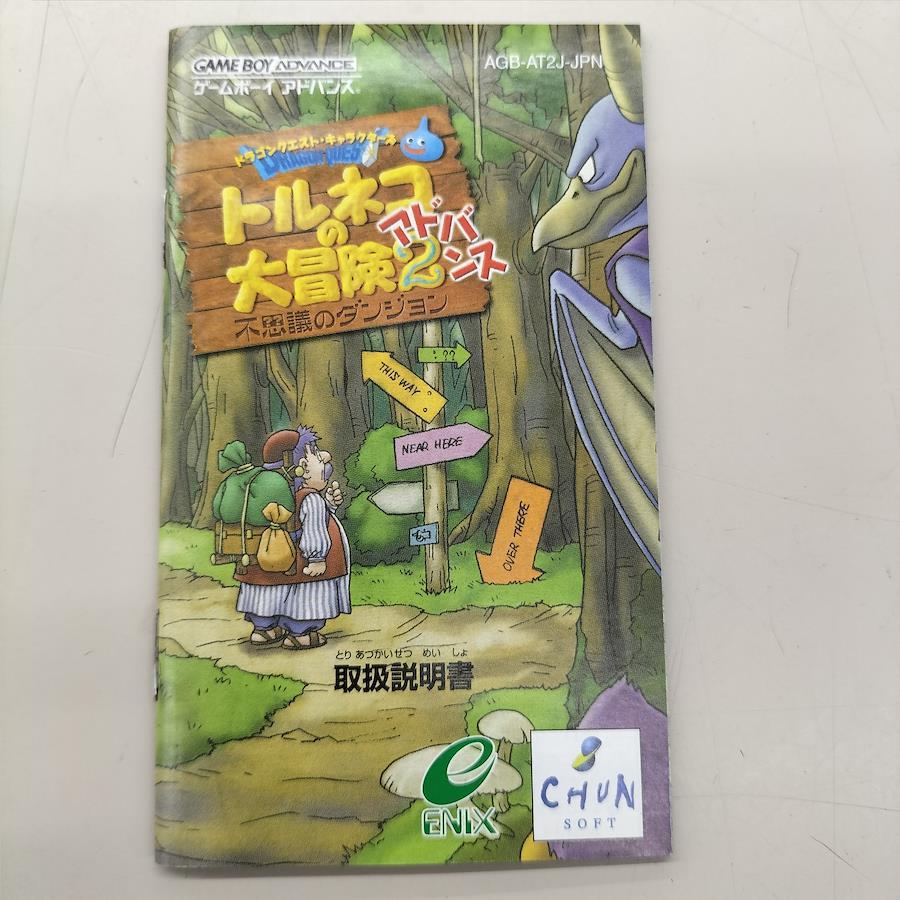 GAME BOY ADVANCE
ゲームボーイ アドバンス®
AGB-AT2J-JPN
ドラゴンクエスト・キャラクターズ
DRAGON QUEST
トルネコ
の
大冒険2
アドバンス
不思議のダンジョン
:??
THIS WAY
NEAR HERE
OVER THERE
とりあつかいせつ めい しょ
取扱説明書
e
ENIX
CHUN
SOFT